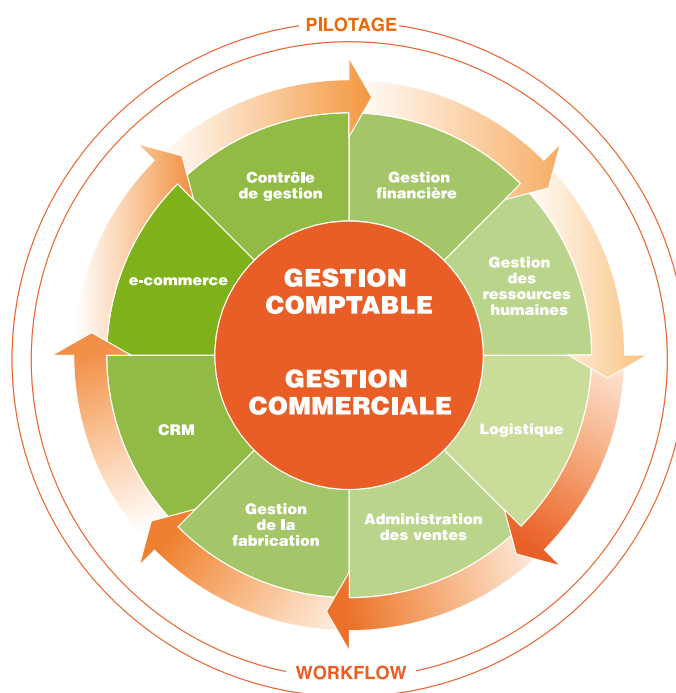 PILOTAGE
Contrôle
de gestion
Gestion
financière
e-commerce
Gestion
des
ressources
humaines
GESTION
COMPTABLE
GESTION
COMMERCIALE
CRM
Logistique
Gestion
de la
fabrication
Administration
des ventes
WORKFLOW